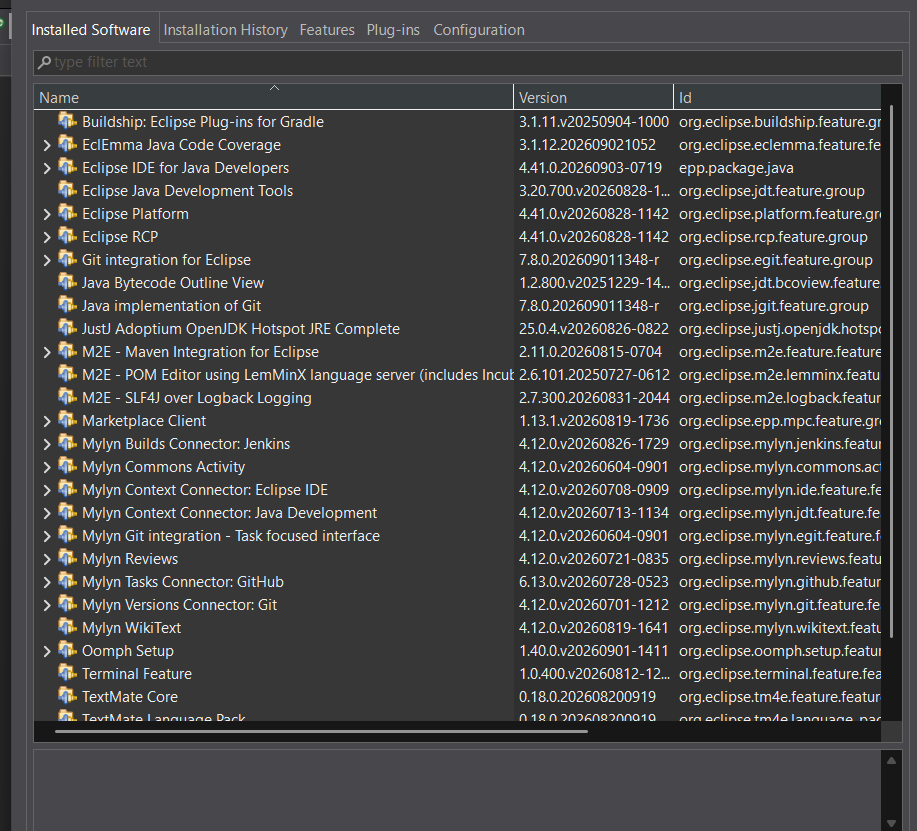 Installed Software Installation History Features Plug-ins Configuration
type filter text
Name Version Id
Buildship: Eclipse Plug-ins for Gradle 3.1.11.v20250904-1000 org.eclipse.buildship.feature.gr
EclEmma Java Code Coverage 3.1.12.202609021052 org.eclipse.eclemma.feature.fe
Eclipse IDE for Java Developers 4.41.0.20260903-0719 epp.package.java
Eclipse Java Development Tools 3.20.700.v20260828-1... org.eclipse.jdt.feature.group
Eclipse Platform 4.41.0.v20260828-1142 org.eclipse.platform.feature.gr
Eclipse RCP 4.41.0.v20260828-1142 org.eclipse.rcp.feature.group
Git integration for Eclipse 7.8.0.202609011348-r org.eclipse.egit.feature.group
Java Bytecode Outline View 1.2.800.v20251229-14... org.eclipse.jdt.bcoview.feature
Java implementation of Git 7.8.0.202609011348-r org.eclipse.jgit.feature.group
JustJ Adoptium OpenJDK Hotspot JRE Complete 25.0.4.v20260826-0822 org.eclipse.justj.openjdk.hotspo
M2E - Maven Integration for Eclipse 2.11.0.20260815-0704 org.eclipse.m2e.feature.feature
M2E - POM Editor using LemMinX language server (includes Incub 2.6.101.20250727-0612 org.eclipse.m2e.lemminx.featu
M2E - SLF4J over Logback Logging 2.7.300.20260831-2044 org.eclipse.m2e.logback.featur
Marketplace Client 1.13.1.v20260819-1736 org.eclipse.epp.mpc.feature.gr
Mylyn Builds Connector: Jenkins 4.12.0.v20260826-1729 org.eclipse.mylyn.jenkins.featur
Mylyn Commons Activity 4.12.0.v20260604-0901 org.eclipse.mylyn.commons.act
Mylyn Context Connector: Eclipse IDE 4.12.0.v20260708-0909 org.eclipse.mylyn.ide.feature.fe
Mylyn Context Connector: Java Development 4.12.0.v20260713-1134 org.eclipse.mylyn.jdt.feature.fe
Mylyn Git integration - Task focused interface 4.12.0.v20260604-0901 org.eclipse.mylyn.egit.feature.f
Mylyn Reviews 4.12.0.v20260721-0835 org.eclipse.mylyn.reviews.featu
Mylyn Tasks Connector: GitHub 6.13.0.v20260728-0523 org.eclipse.mylyn.github.featur
Mylyn Versions Connector: Git 4.12.0.v20260701-1212 org.eclipse.mylyn.git.feature.fe
Mylyn WikiText 4.12.0.v20260819-1641 org.eclipse.mylyn.wikitext.featu
Oomph Setup 1.40.0.v20260901-1411 org.eclipse.oomph.setup.featur
Terminal Feature 1.0.400.v20260812-12... org.eclipse.terminal.feature.fea
TextMate Core 0.18.0.202608200919 org.eclipse.tm4e.feature.featur
TextMate Language Pack 0.18.0.202608200919 org.eclipse.tm4e.language_pac